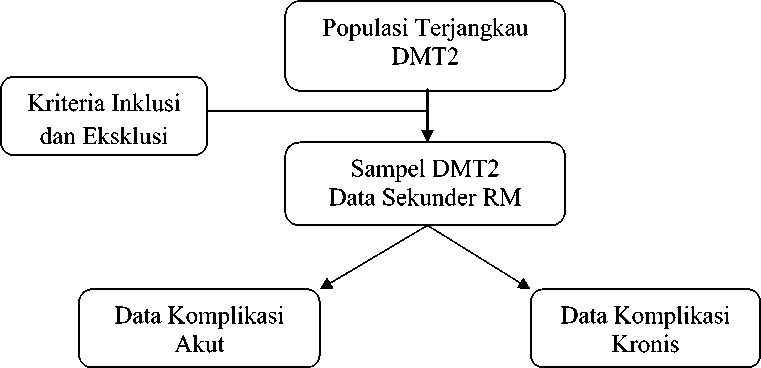 Populasi Terjangkau
DMT2
Kriteria Inklusi
dan Eksklusi
Sampel DMT2
Data Sekunder RM
Data Komplikasi
Akut
Data Komplikasi
Kronis